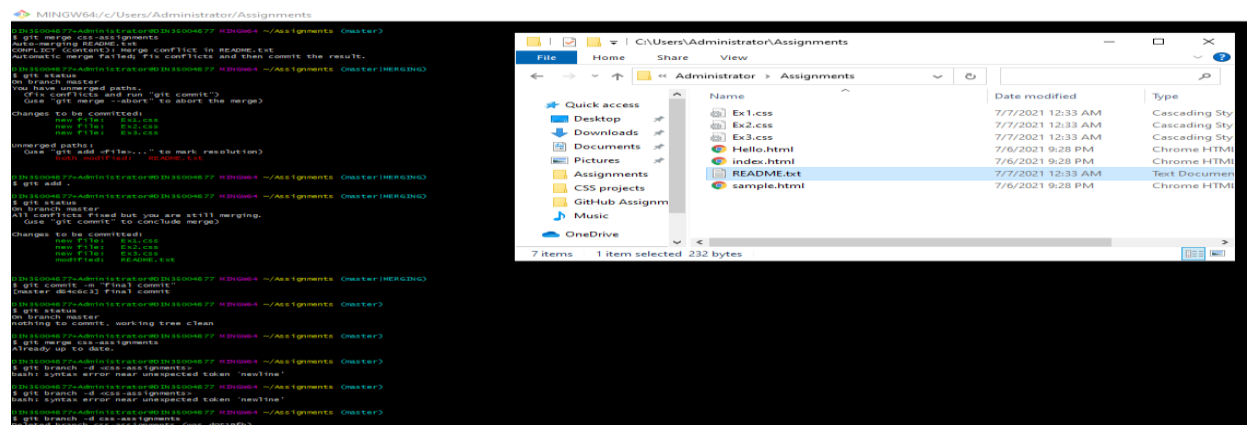 MINGW64:/c/Users/Administrator/Assignments
DIN35004877+Administrator@DIN35004877 MINGW64 ~/Assignments (master)
$ git merge css-assignments
Auto-merging README.txt
CONFLICT (content): Merge conflict in README.txt
Automatic merge failed; fix conflicts and then commit the result.
DIN35004877+Administrator@DIN35004877 MINGW64 ~/Assignments (master|MERGING)
$ git status
On branch master
You have unmerged paths.
(fix conflicts and run "git commit")
(use "git merge --abort" to abort the merge)
Changes to be committed:
new file: Ex1.css
new file: Ex2.css
new file: Ex3.css
Unmerged paths:
(use "git add <file>..." to mark resolution)
both modified: README.txt
DIN35004877+Administrator@DIN35004877 MINGW64 ~/Assignments (master|MERGING)
$ git add .
DIN35004877+Administrator@DIN35004877 MINGW64 ~/Assignments (master|MERGING)
$ git status
On branch master
All conflicts fixed but you are still merging.
(use "git commit" to conclude merge)
Changes to be committed:
new file: Ex1.css
new file: Ex2.css
new file: Ex3.css
modified: README.txt
DIN35004877+Administrator@DIN35004877 MINGW64 ~/Assignments (master|MERGING)
$ git commit -m "final commit"
[master d64c6c3] final commit
DIN35004877+Administrator@DIN35004877 MINGW64 ~/Assignments (master)
$ git status
On branch master
nothing to commit, working tree clean
DIN35004877+Administrator@DIN35004877 MINGW64 ~/Assignments (master)
$ git merge css-assignments
Already up to date.
DIN35004877+Administrator@DIN35004877 MINGW64 ~/Assignments (master)
$ git branch -d <css-assignments>
bash: syntax error near unexpected token `newline'
DIN35004877+Administrator@DIN35004877 MINGW64 ~/Assignments (master)
$ git branch -d <css-assignments>
bash: syntax error near unexpected token `newline'
DIN35004877+Administrator@DIN35004877 MINGW64 ~/Assignments (master)
$ git branch -d css-assignments
Deleted branch css-assignments (was
C:\Users\Administrator\Assignments
File Home Share View
« Administrator > Assignments
Name Date modified Type
Quick access
Desktop
Downloads
Documents
Pictures
Assignments
CSS projects
GitHub Assignm
Music
OneDrive
Ex1.css 7/7/2021 12:33 AM Cascading Sty
Ex2.css 7/7/2021 12:33 AM Cascading Sty
Ex3.css 7/7/2021 12:33 AM Cascading Sty
Hello.html 7/6/2021 9:28 PM Chrome HTML
index.html 7/6/2021 9:28 PM Chrome HTML
README.txt 7/7/2021 12:33 AM Text Documen
sample.html 7/6/2021 9:28 PM Chrome HTML
7 items 1 item selected 232 bytes